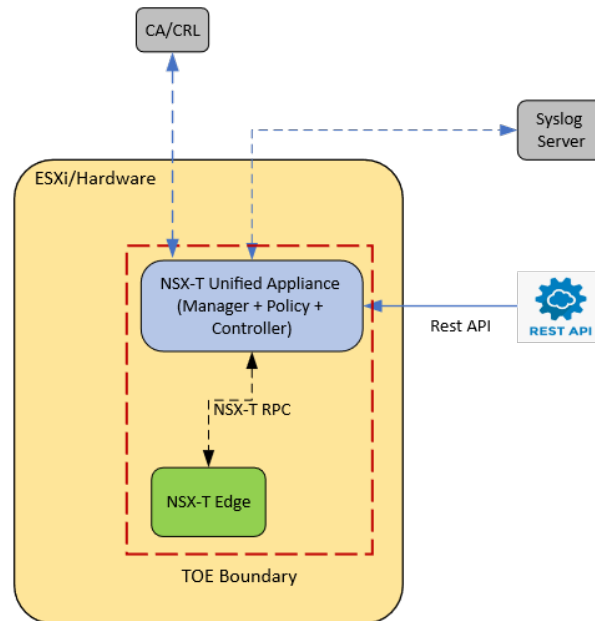 CA/CRL
Syslog
Server
ESXi/Hardware
NSX-T Unified Appliance
(Manager + Policy +
Controller)
Rest API
REST API
NSX-T RPC
NSX-T Edge
TOE Boundary